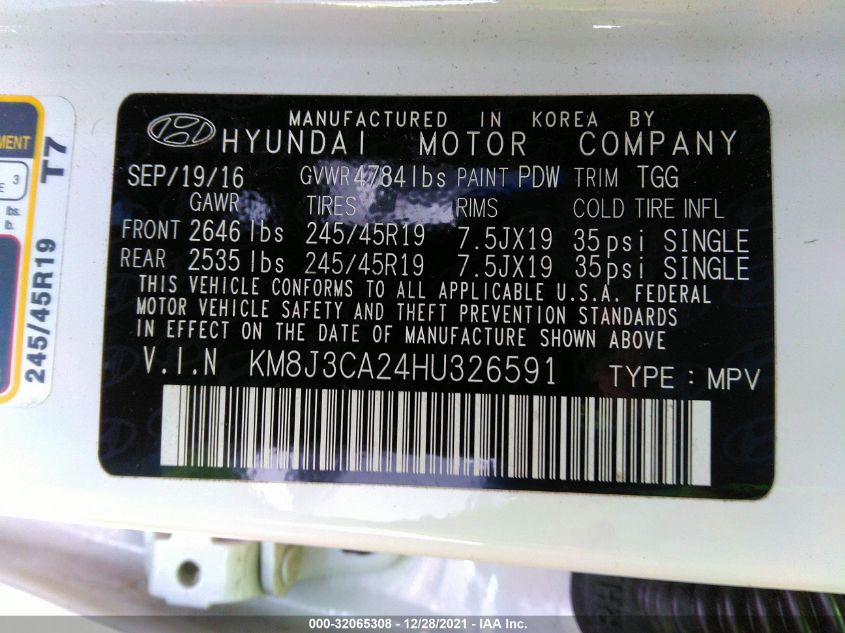 MANUFACTURED IN KOREA BY
HYUNDAI MOTOR COMPANY
SEP/19/16 GVWR 4784lbs PAINT PDW TRIM TGG
GAWR TIRES RIMS COLD TIRE INFL
FRONT 2646 lbs 245/45R19 7.5JX19 35psi SINGLE
REAR 2535 lbs 245/45R19 7.5JX19 35psi SINGLE
THIS VEHICLE CONFORMS TO ALL APPLICABLE U.S.A. FEDERAL
MOTOR VEHICLE SAFETY AND THEFT PREVENTION STANDARDS
IN EFFECT ON THE DATE OF MANUFACTURE SHOWN ABOVE
V.I.N KM8J3CA24HU326591 TYPE : MPV
3
lbs.
lb.
245/45R19 T7
000-32065308 - 12/28/2021 - IAA Inc.